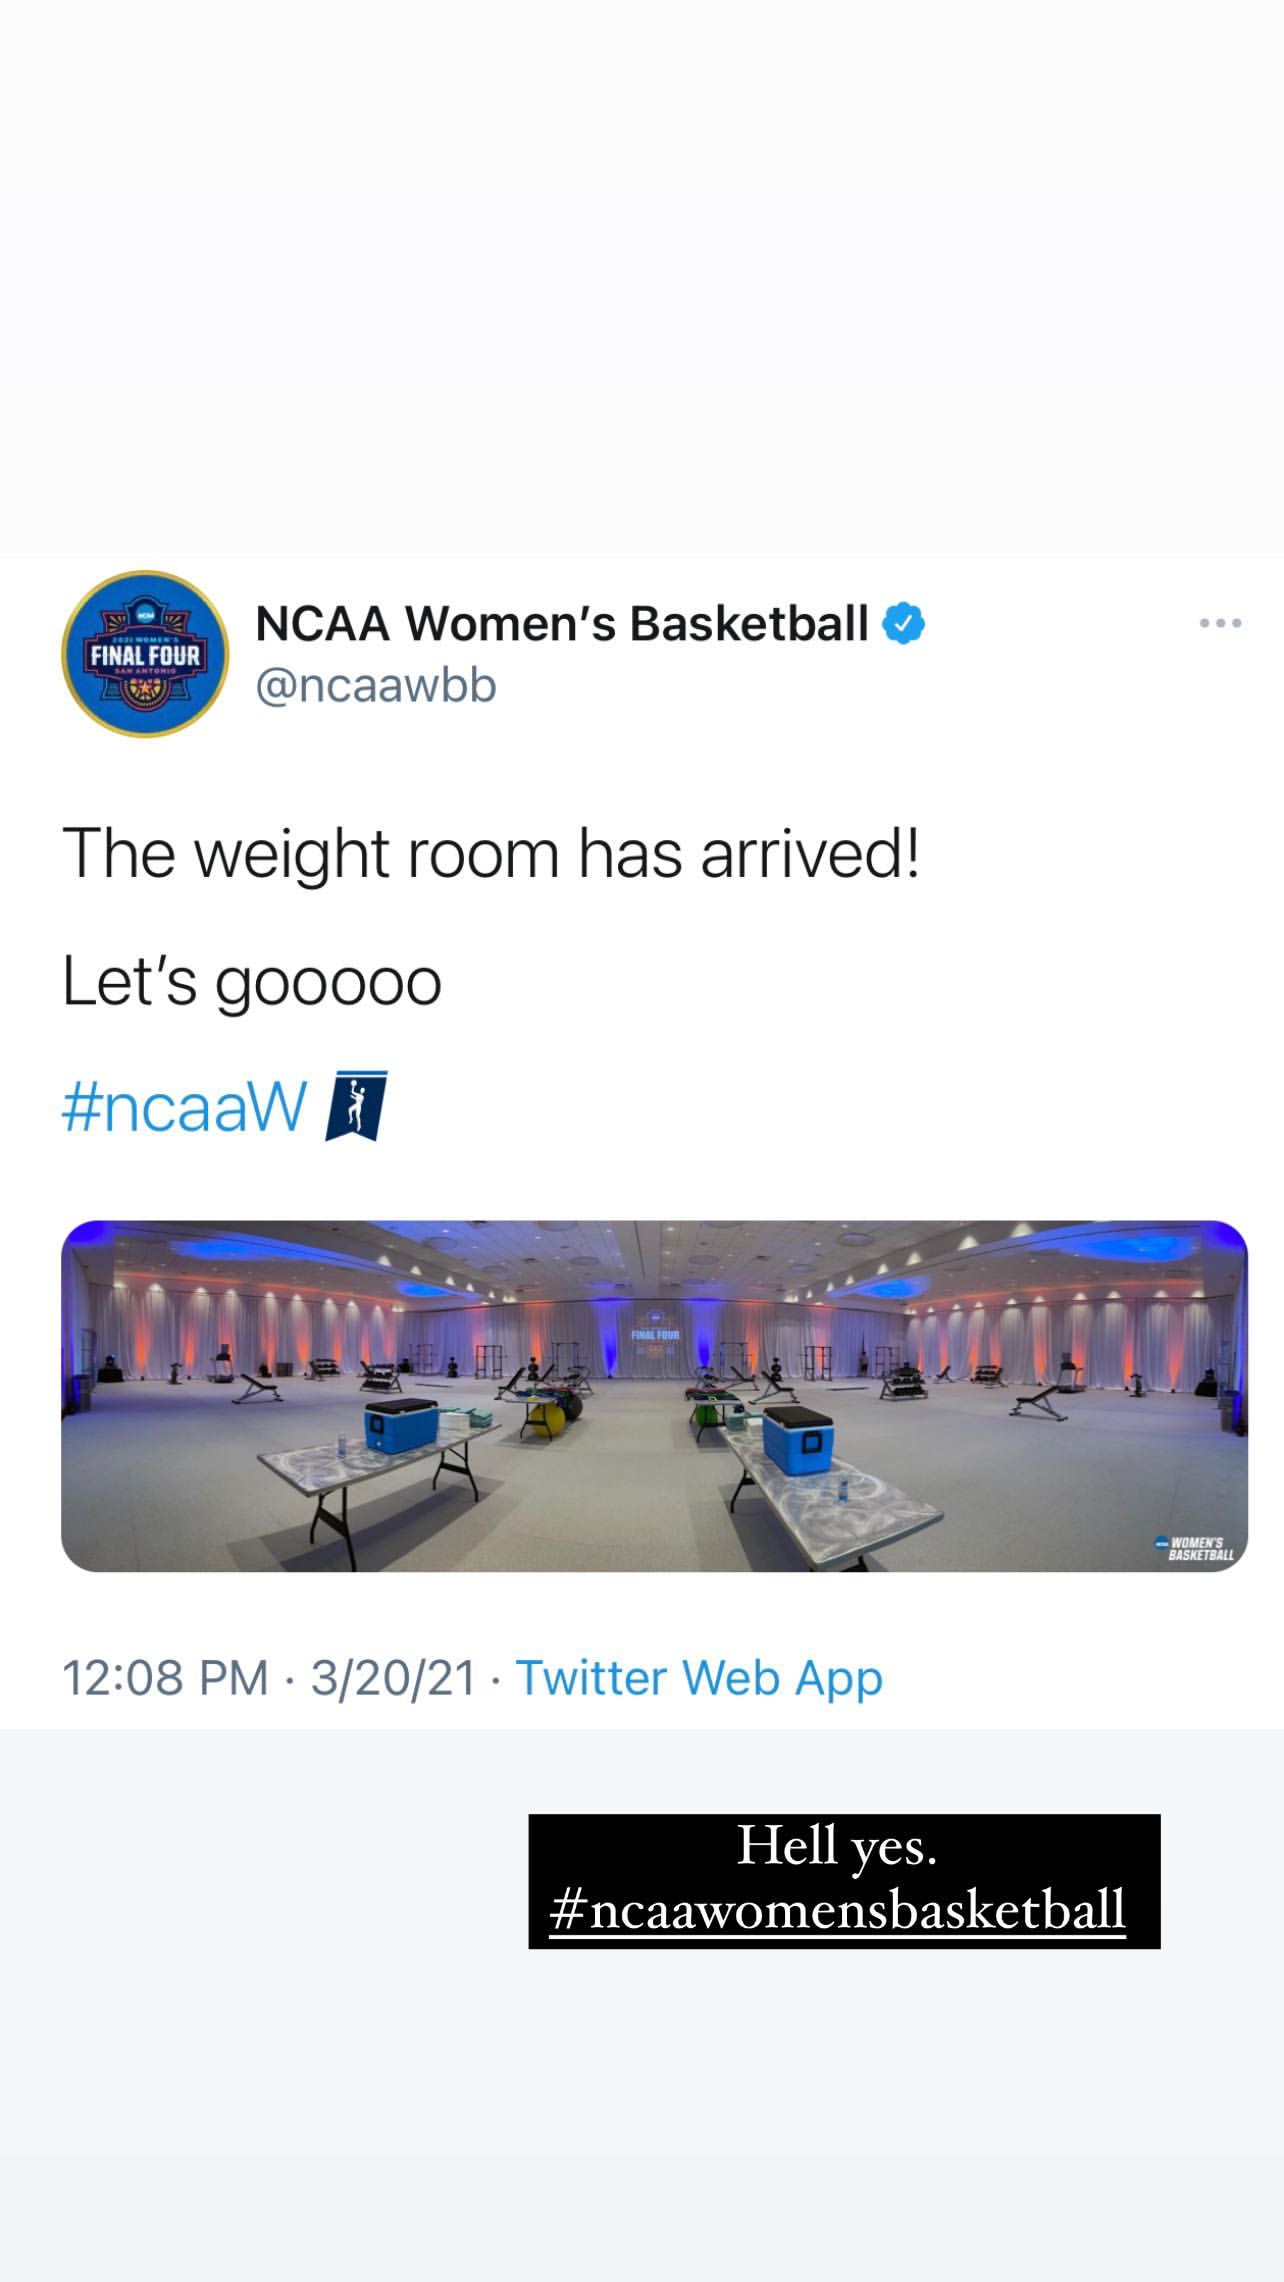 2021 WOMEN'S
FINAL FOUR
SAN ANTONIO
NCAA Women's Basketball
@ncaawbb
The weight room has arrived!
Let's gooooo
#ncaaW
FINAL FOUR
WOMEN'S
BASKETBALL
12:08 PM · 3/20/21 · Twitter Web App
Hell yes.
#ncaawomensbasketball